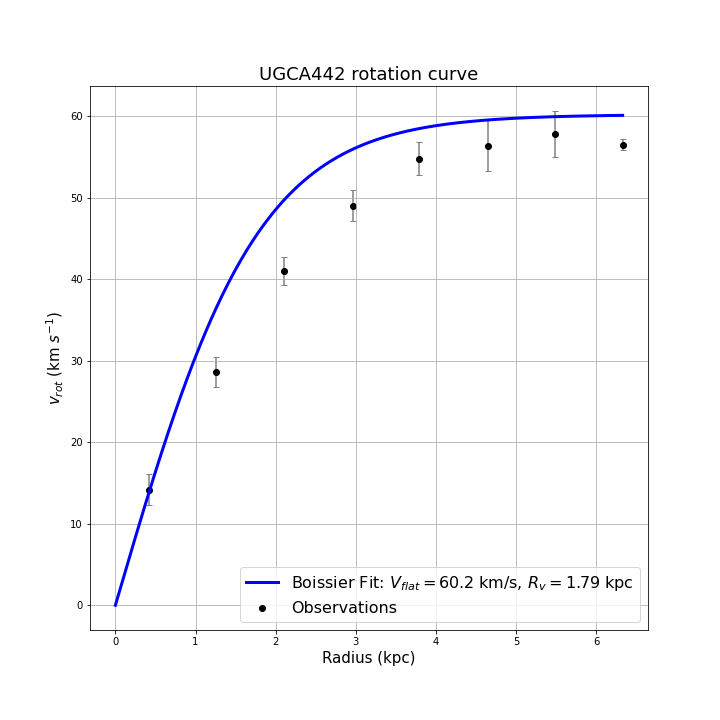 UGCA442 rotation curve
60
50
40
30
20
10
0
v_rot (km s⁻¹)
Boissier Fit: V_flat = 60.2 km/s, R_v = 1.79 kpc
Observations
0 1 2 3 4 5 6
Radius (kpc)